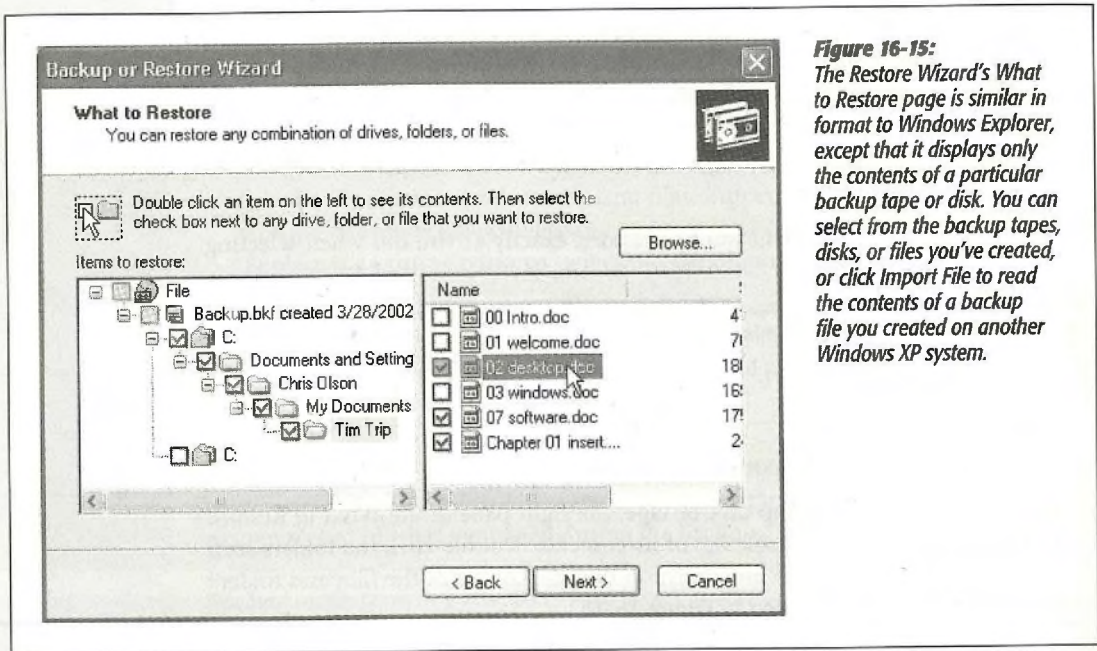 Backup or Restore Wizard
What to Restore
You can restore any combination of drives, folders, or files.
Double click an item on the left to see its contents. Then select the
check box next to any drive, folder, or file that you want to restore.
Browse...
Items to restore:
File
Backup.bkf created 3/28/2002
C:
Documents and Setting
Chris Olson
My Documents
Tim Trip
C:
Name
00 Intro.doc
01 welcome.doc
02 desktop.doc
03 windows.doc
07 software.doc
Chapter 01 insert....
< Back
Next >
Cancel
Figure 16-15:
The Restore Wizard's What
to Restore page is similar in
format to Windows Explorer,
except that it displays only
the contents of a particular
backup tape or disk. You can
select from the backup tapes,
disks, or files you've created,
or click Import File to read
the contents of a backup
file you created on another
Windows XP system.